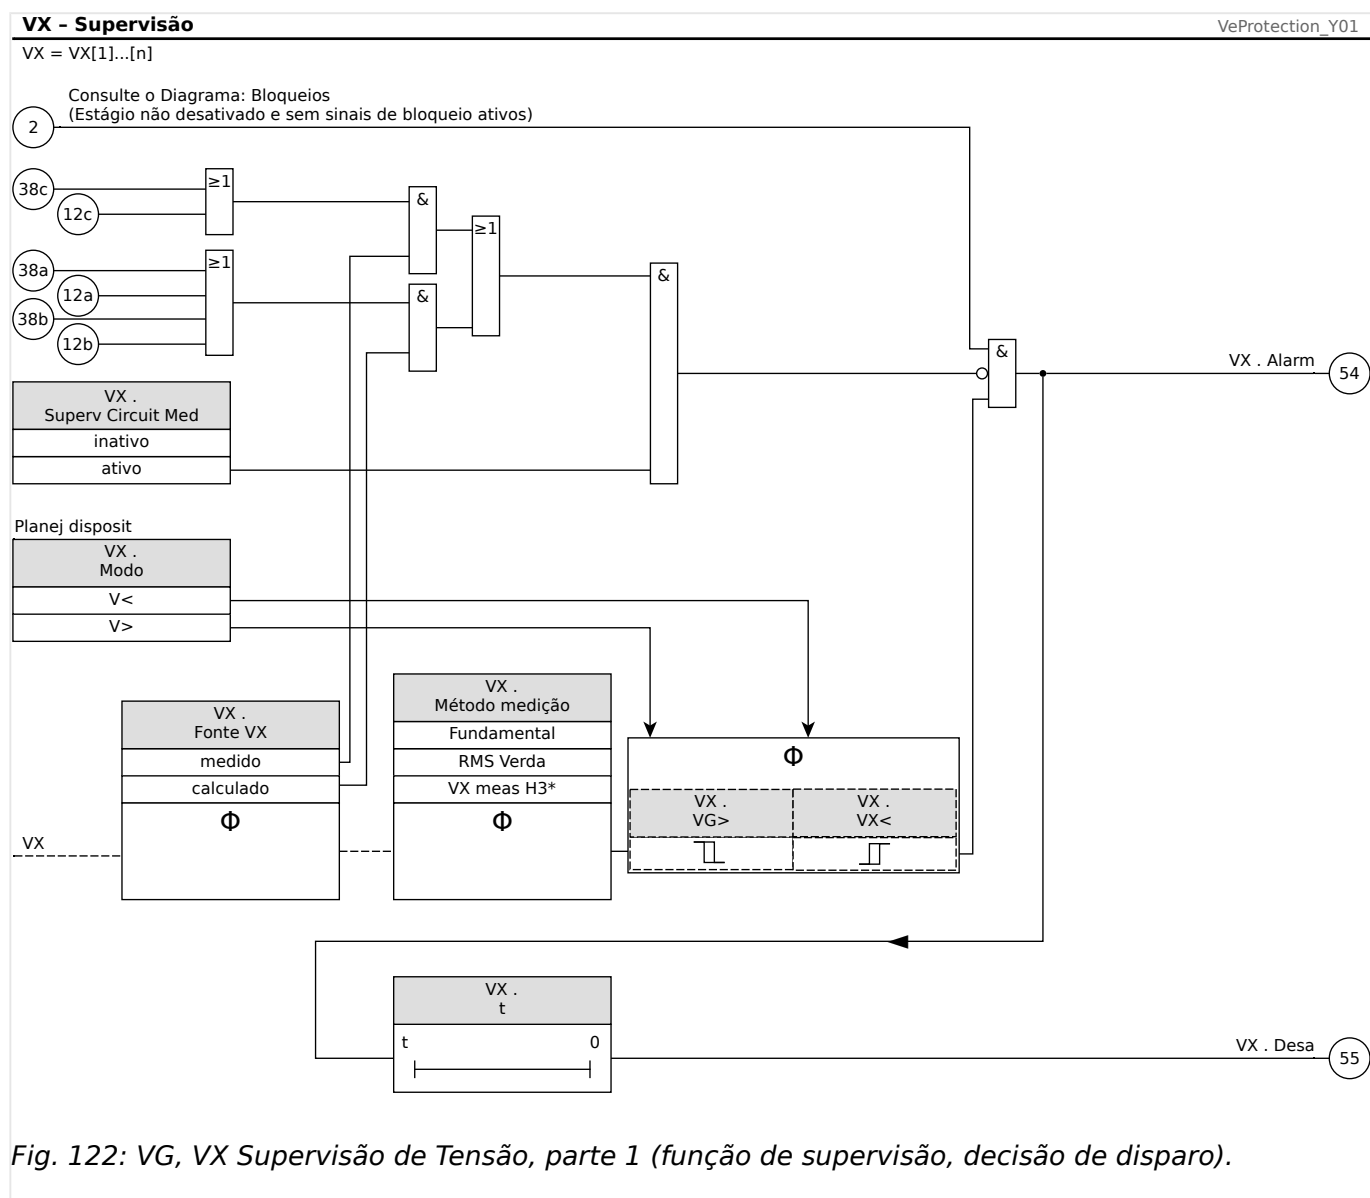 VX – Supervisão
VeProtection_Y01
VX = VX[1]...[n]
Consulte o Diagrama: Bloqueios
(Estágio não desativado e sem sinais de bloqueio ativos)
2
38c
12c
≥1
&
≥1
38a
12a
38b
12b
≥1
&
&
VX .
Superv Circuit Med
inativo
ativo
&
VX . Alarm
54
Planej disposit
VX .
Modo
V<
V>
VX .
Fonte VX
medido
calculado
Φ
VX
VX .
Método medição
Fundamental
RMS Verda
VX meas H3*
Φ
Φ
VX .
VG>
VX .
VX<
VX .
t
t 0
VX . Desa
55
Fig. 122: VG, VX Supervisão de Tensão, parte 1 (função de supervisão, decisão de disparo).